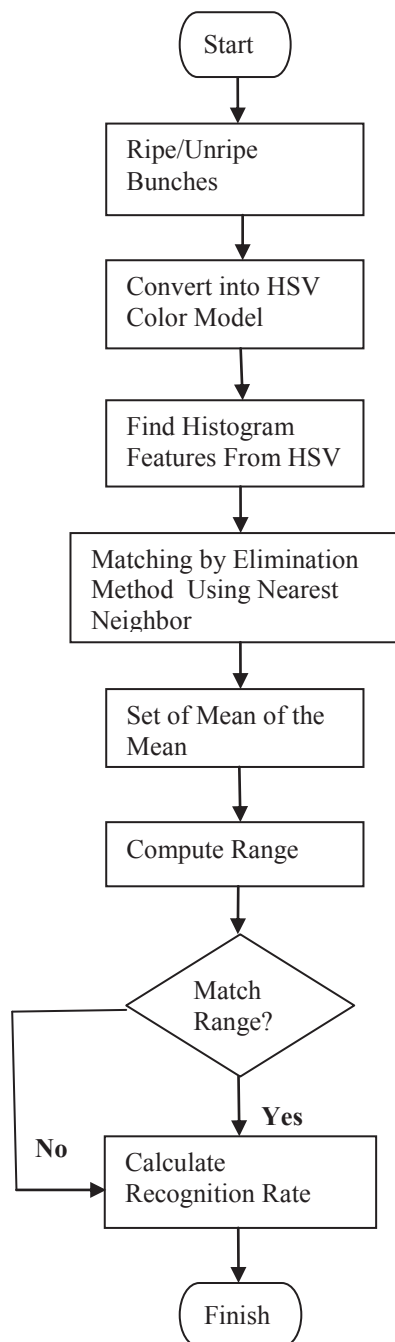 Start
Ripe/Unripe
Bunches
Convert into HSV
Color Model
Find Histogram
Features From HSV
Matching by Elimination
Method Using Nearest
Neighbor
Set of Mean of the
Mean
Compute Range
Match
Range?
Yes
No
Calculate
Recognition Rate
Finish